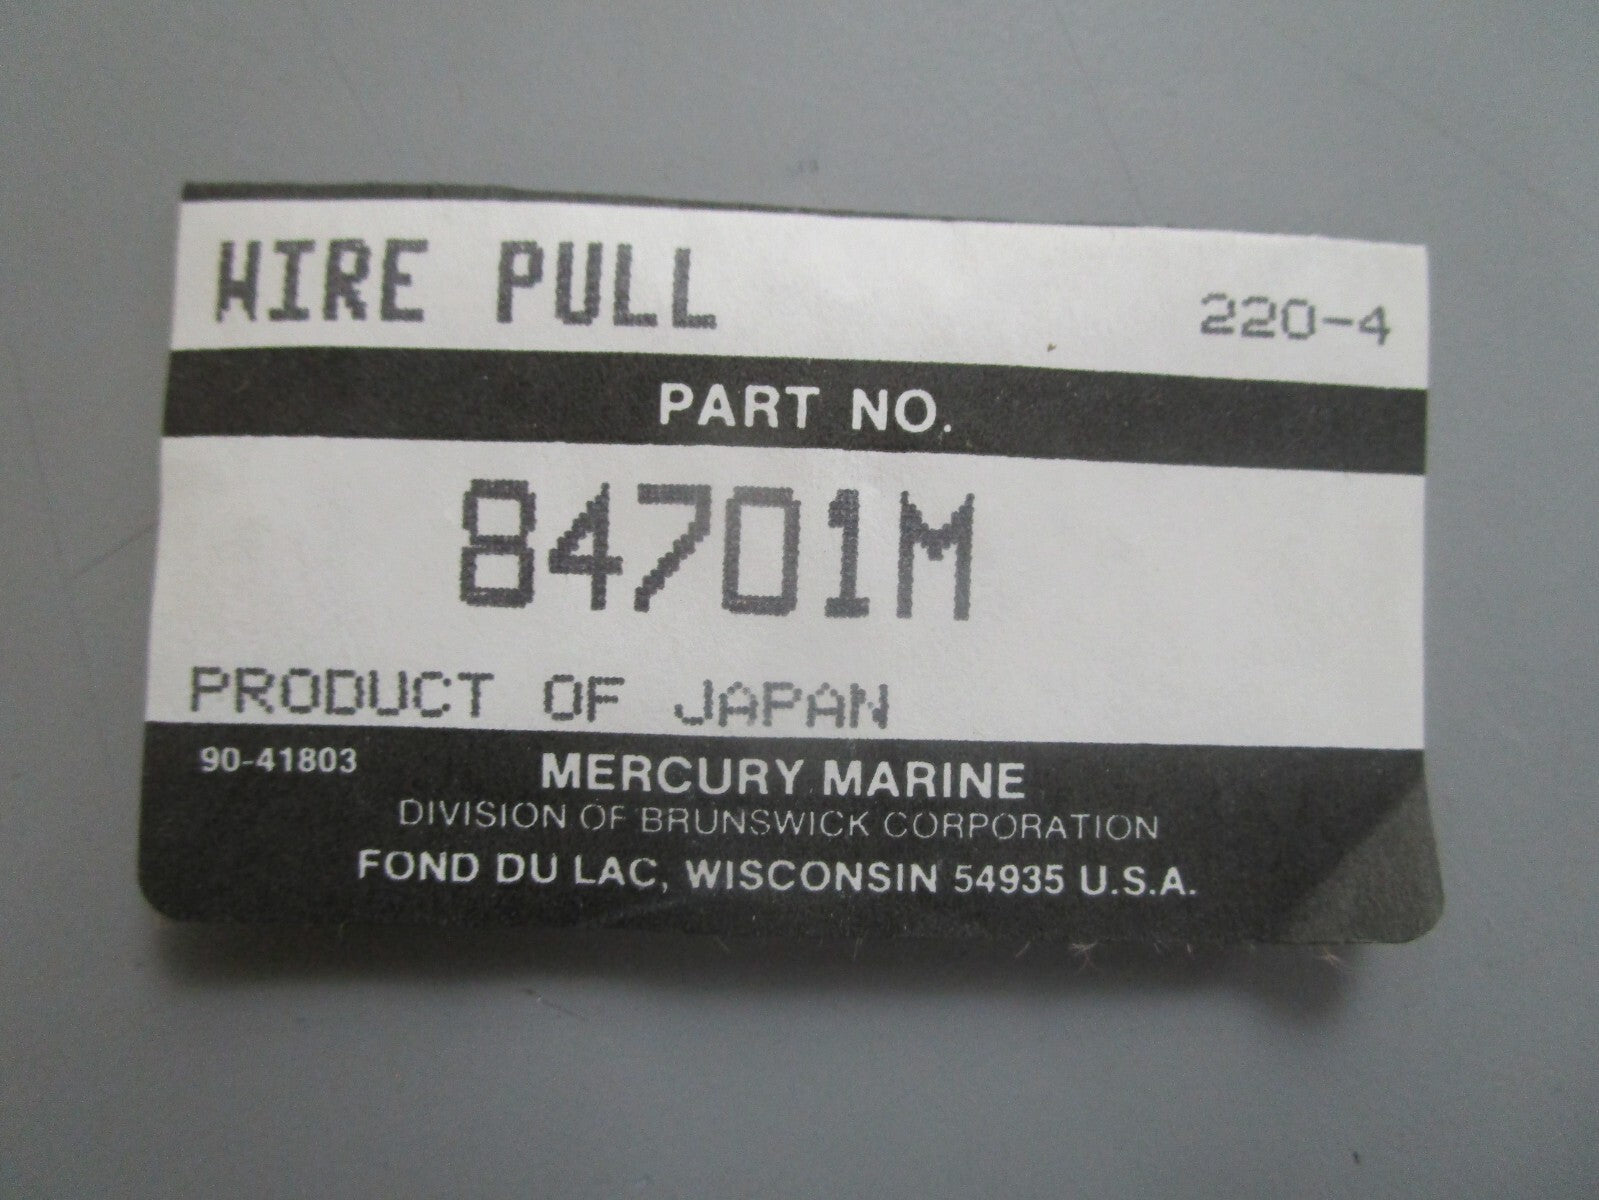 WIRE PULL 220-4
PART NO.
84701M
PRODUCT OF JAPAN
90-41803 MERCURY MARINE
DIVISION OF BRUNSWICK CORPORATION
FOND DU LAC, WISCONSIN 54935 U.S.A.